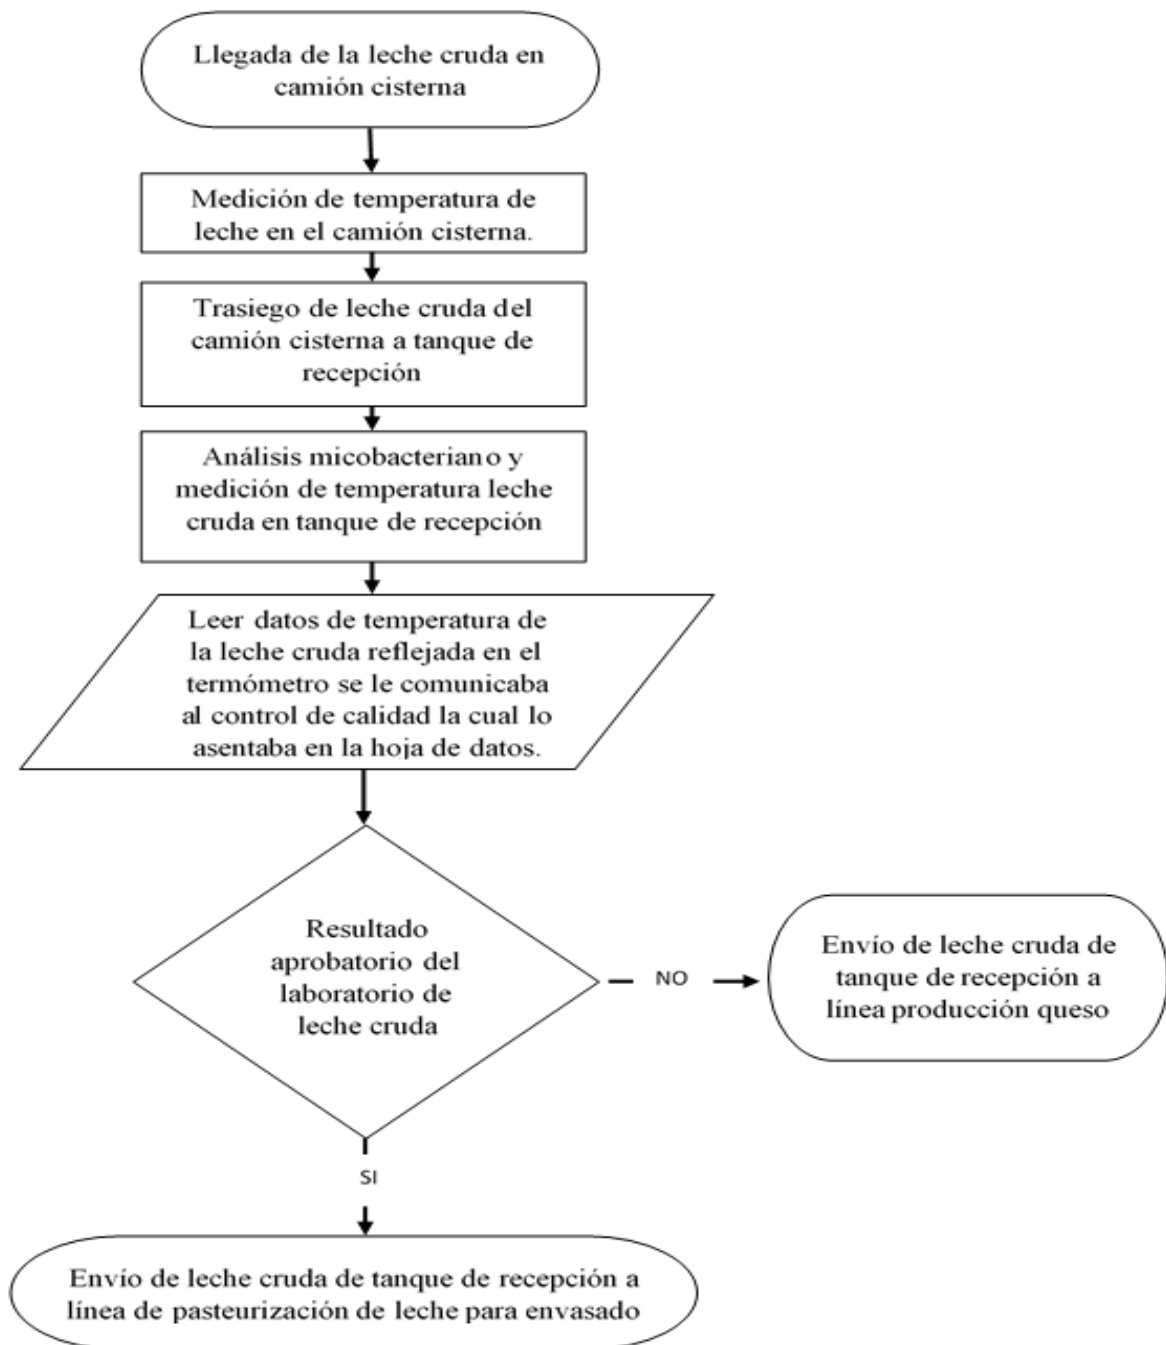 Llegada de la leche cruda en
camión cisterna
Medición de temperatura de
leche en el camión cisterna.
Trasiego de leche cruda del
camión cisterna a tanque de
recepción
Análisis micobacteriano y
medición de temperatura leche
cruda en tanque de recepción
Leer datos de temperatura de
la leche cruda reflejada en el
termómetro se le comunicaba
al control de calidad la cual lo
asentaba en la hoja de datos.
Resultado
aprobatorio del
laboratorio de
leche cruda
NO
Envío de leche cruda de
tanque de recepción a
línea producción queso
SI
Envío de leche cruda de tanque de recepción a
línea de pasteurización de leche para envasado